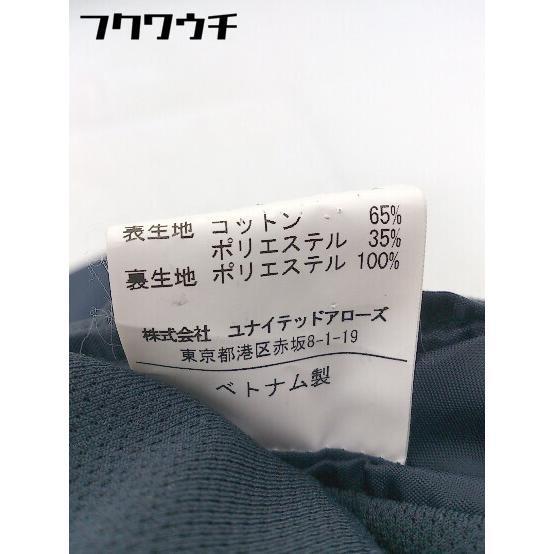 フクワウチ
表生地 コットン 65%
ポリエステル 35%
裏生地 ポリエステル 100%
株式会社 ユナイテッドアローズ
東京都港区赤坂8-1-19
ベトナム製